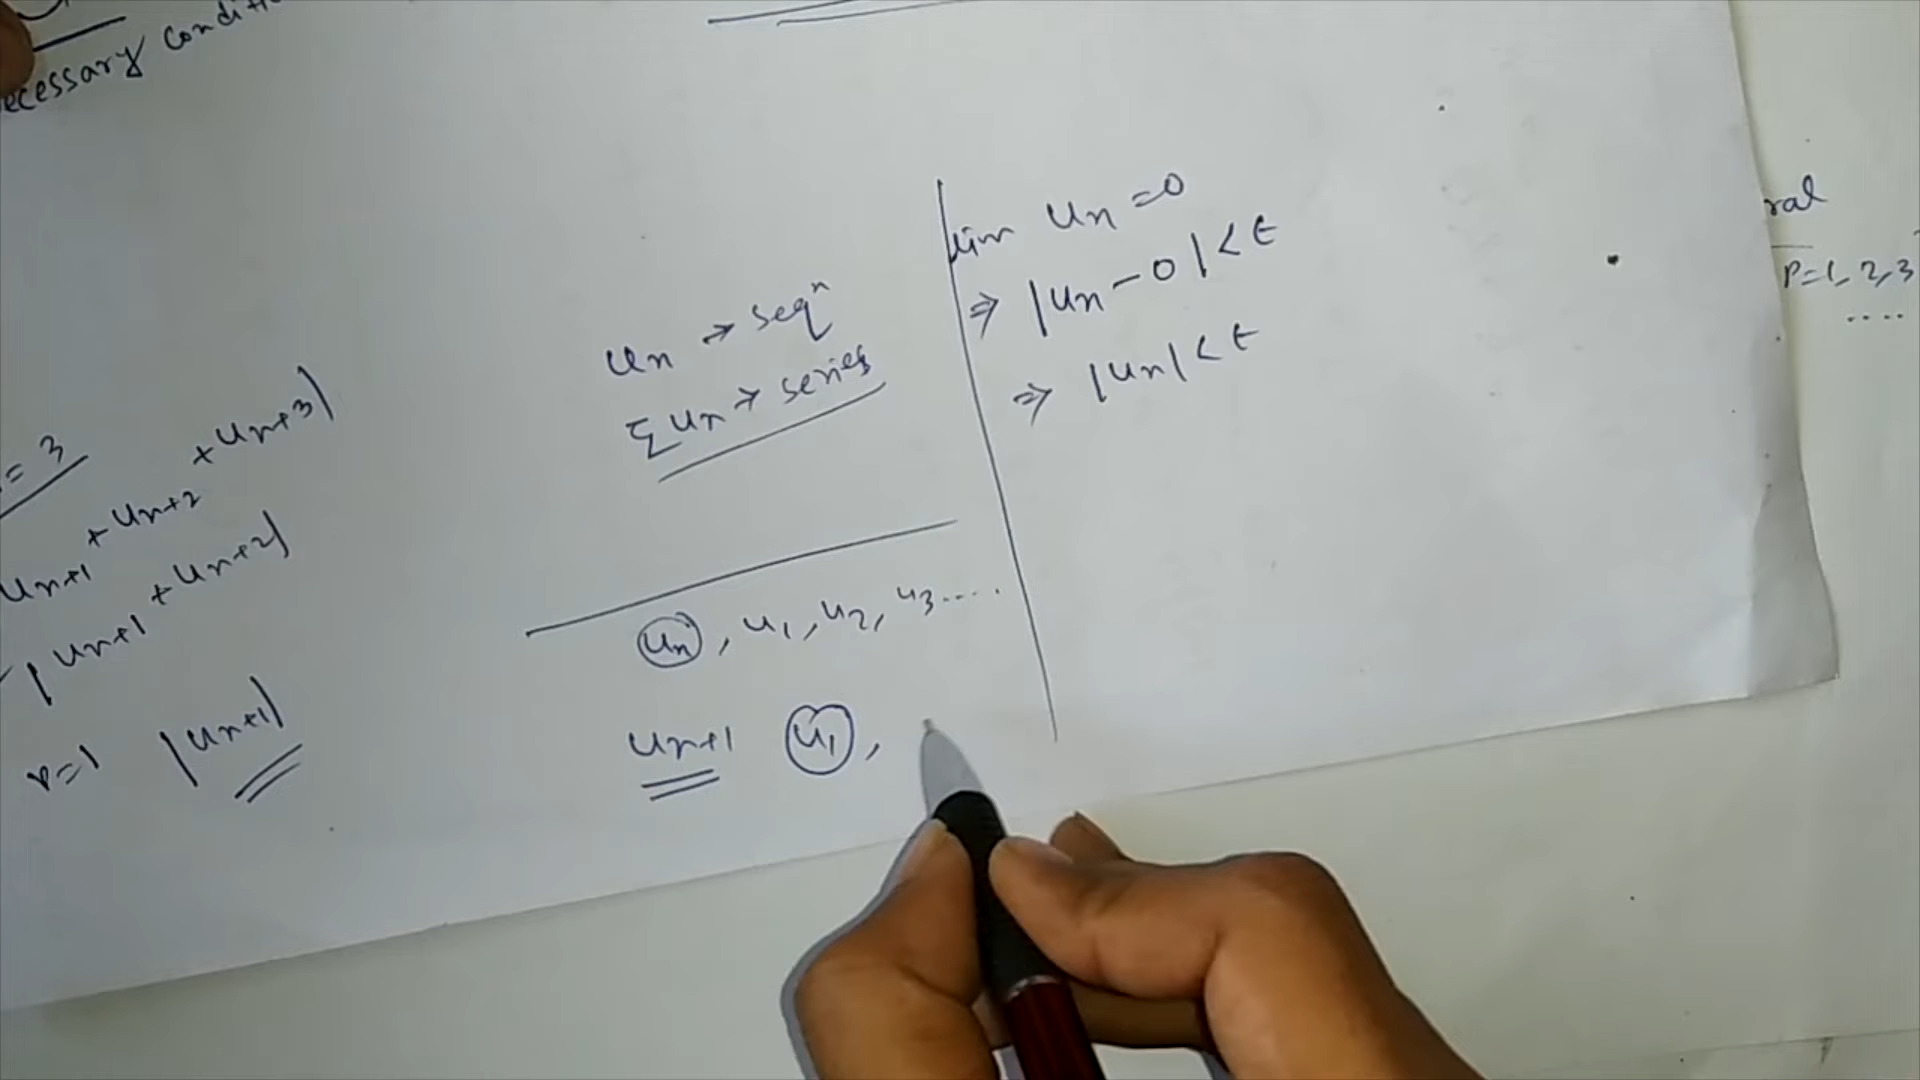 ecessary condit
= 3
un+1 + un+2 + un+3|
| un+1 + un+2|
p=1 |un+1|
un → seqⁿ
Σun → series
un, u1, u2, u3....
un+1 u1,
lim un =0
⇒ |un - 0| < ε
⇒ |un| < ε
ral
P=1, 2, 3
....